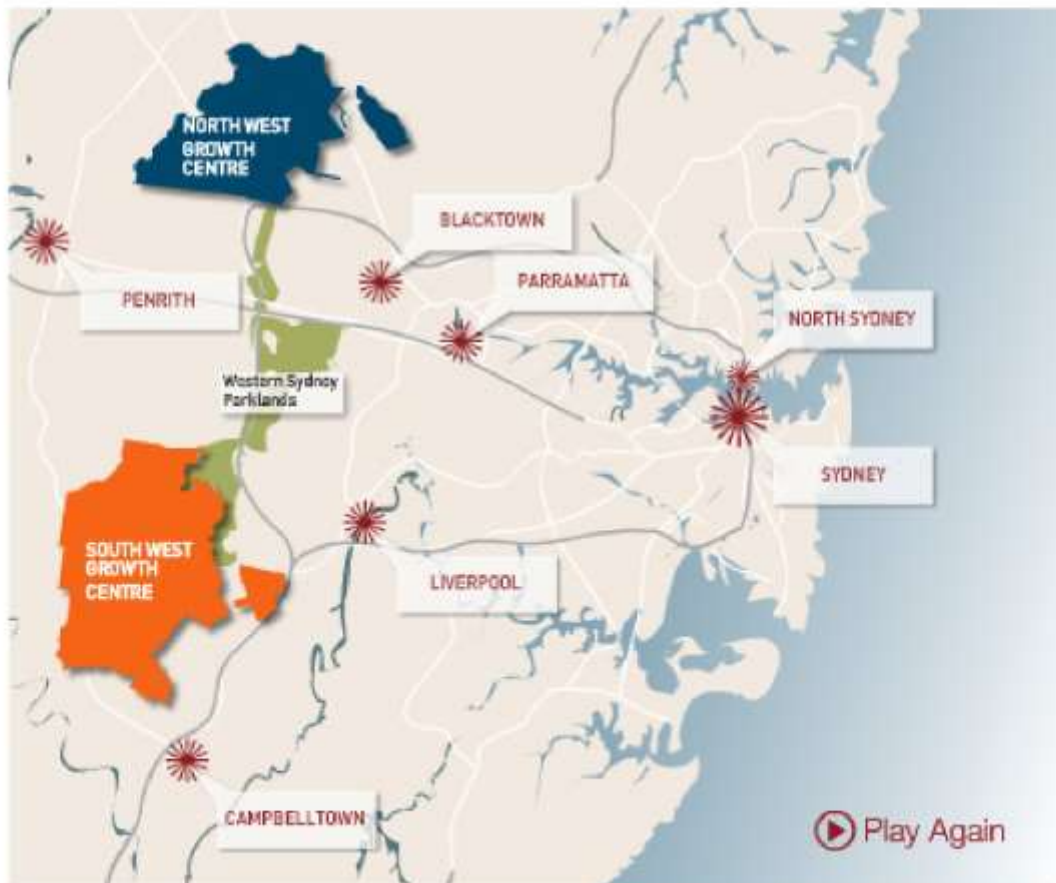 NORTH WEST
GROWTH
CENTRE
BLACKTOWN
PARRAMATTA
PENRITH
NORTH SYDNEY
Western Sydney
Parklands
SYDNEY
SOUTH WEST
GROWTH
CENTRE
LIVERPOOL
CAMPBELLTOWN
Play Again